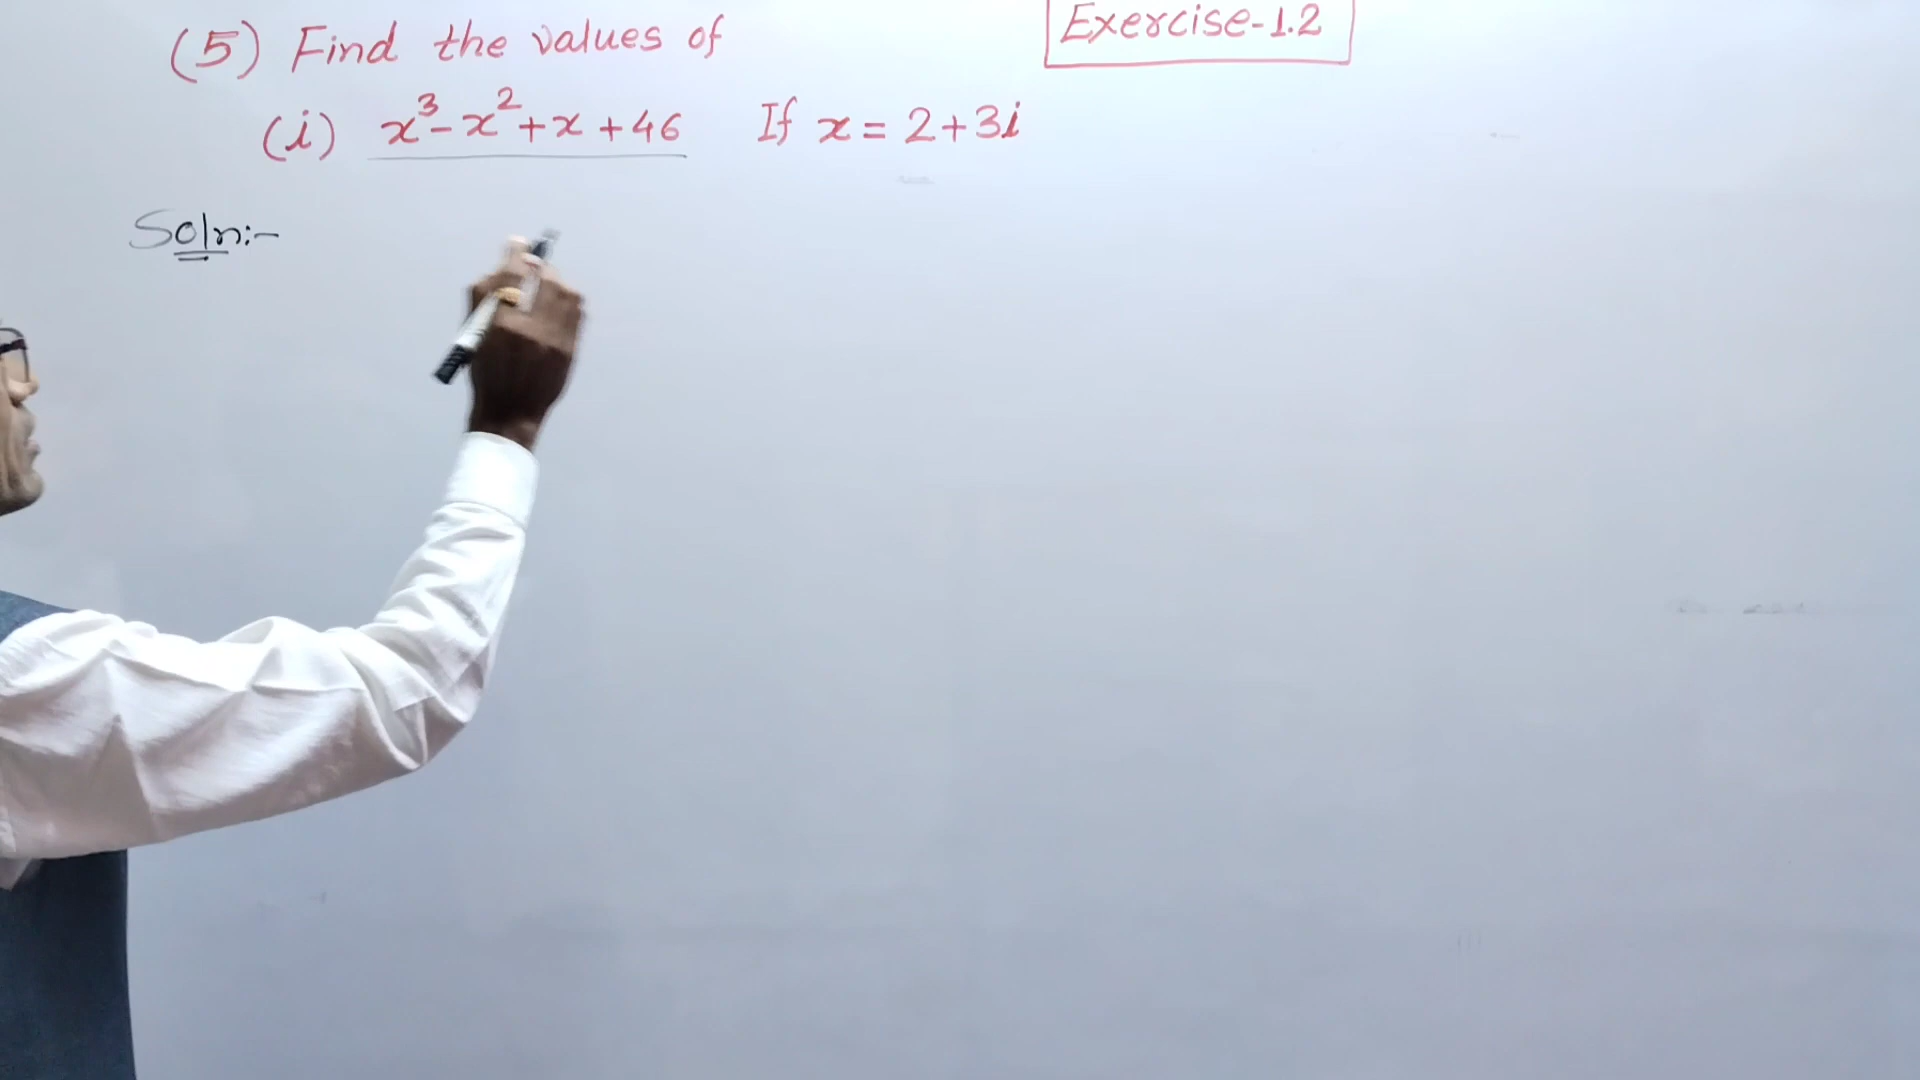 Exercise-1.2
(5) Find the values of
(i) x³-x²+x+46 If x = 2+3i
Soln:-